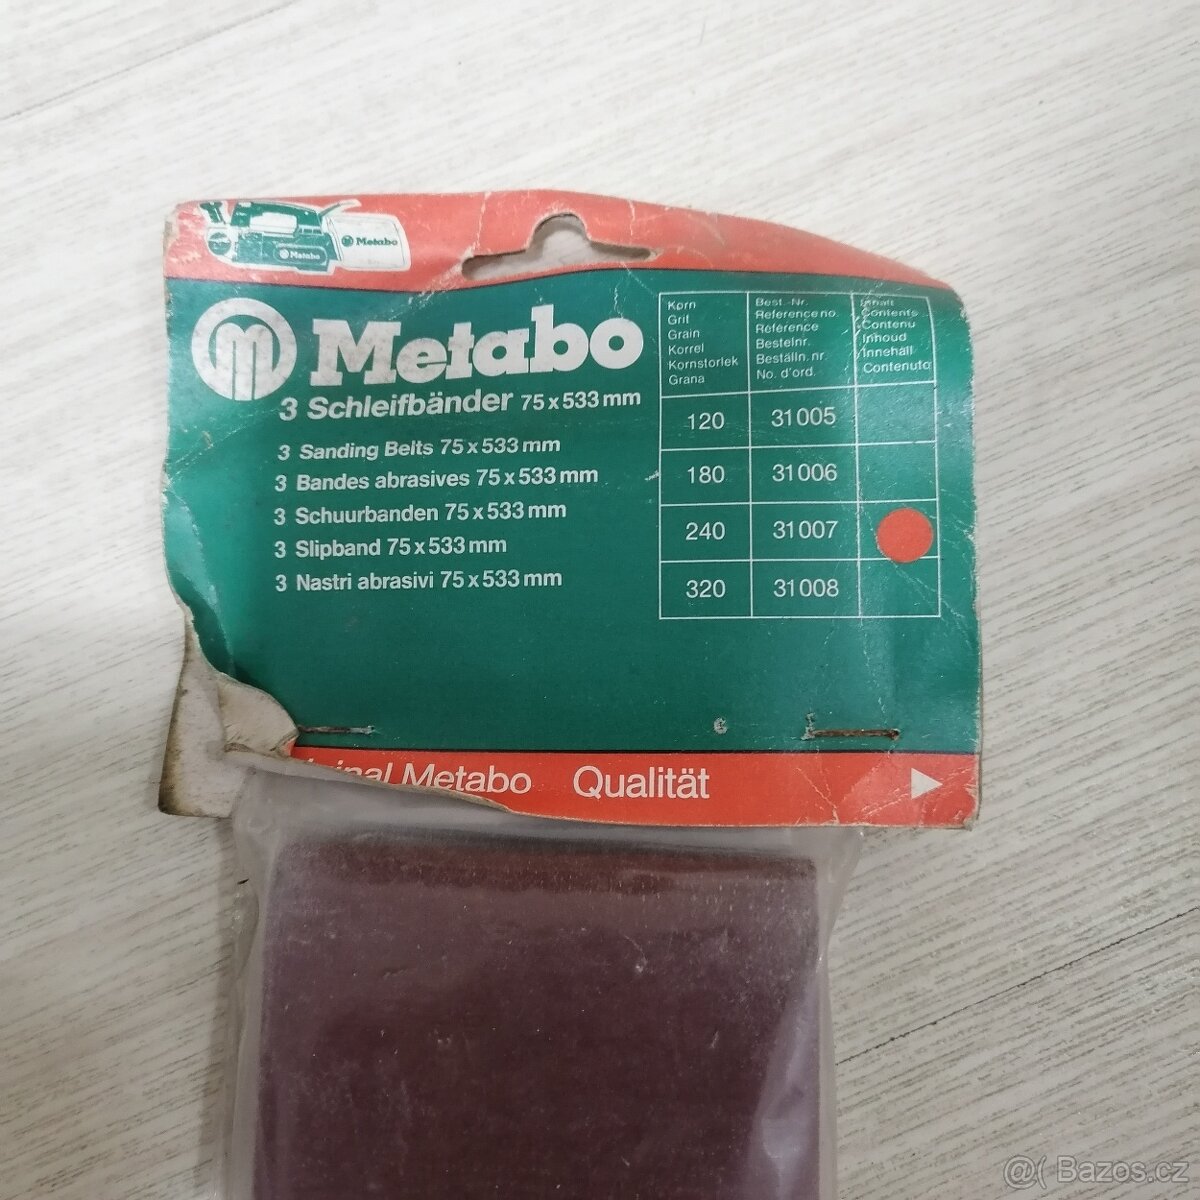 Metabo
Metabo
Metabo
3 Schleifbänder 75 x 533 mm
3 Sanding Belts 75 x 533 mm
3 Bandes abrasives 75 x 533 mm
3 Schuurbanden 75 x 533 mm
3 Slipband 75 x 533 mm
3 Nastri abrasivi 75 x 533 mm
Korn
Grit
Grain
Korrel
Kornstorlek
Grana
Best.-Nr.
Reference no.
Référence
Bestelnr.
Beställn. nr.
No. d'ord.
Inhalt
Contents
Contenu
Inhoud
Innehåll
Contenuto
120 31005
180 31006
240 31007
320 31008
Metabo Qualität
@( Bazos.cz